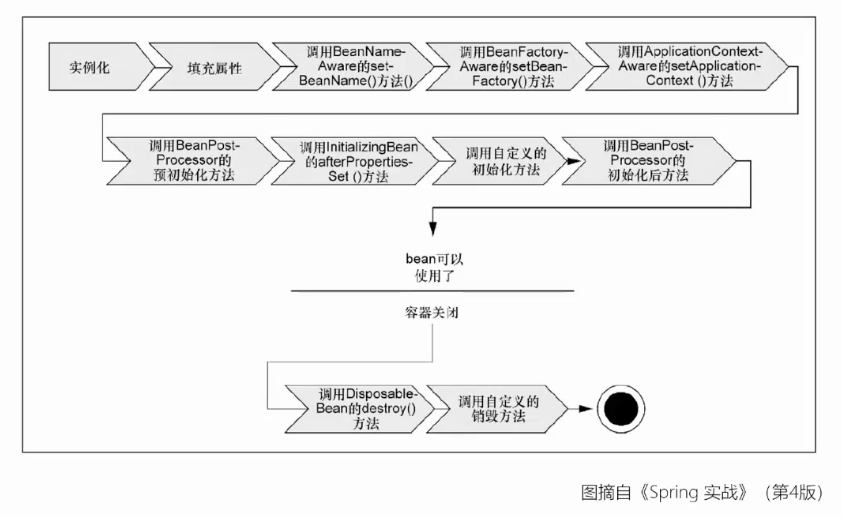 实例化
填充属性
调用BeanName-
Aware的set-
BeanName()方法()
调用BeanFactory-
Aware的setBean-
Factory()方法
调用ApplicationContext-
Aware的setApplication-
Context ()方法
调用BeanPost-
Processor的
预初始化方法
调用InitializingBean
的afterProperties-
Set ()方法
调用自定义的
初始化方法
调用BeanPost-
Processor的
初始化后方法
bean可以
使用了
容器关闭
调用Disposable-
Bean的destroy()
方法
调用自定义的
销毁方法
图摘自《Spring 实战》（第4版）